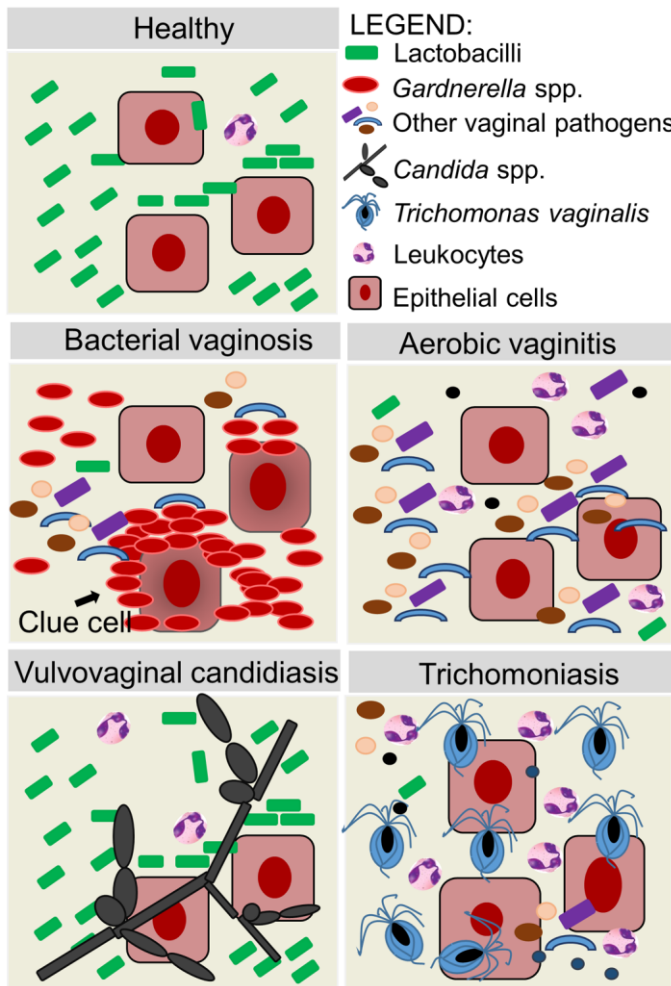 Healthy
LEGEND:
Lactobacilli
Gardnerella spp.
Other vaginal pathogens
Candida spp.
Trichomonas vaginalis
Leukocytes
Epithelial cells
Bacterial vaginosis
Clue cell
Aerobic vaginitis
Vulvovaginal candidiasis
Trichomoniasis